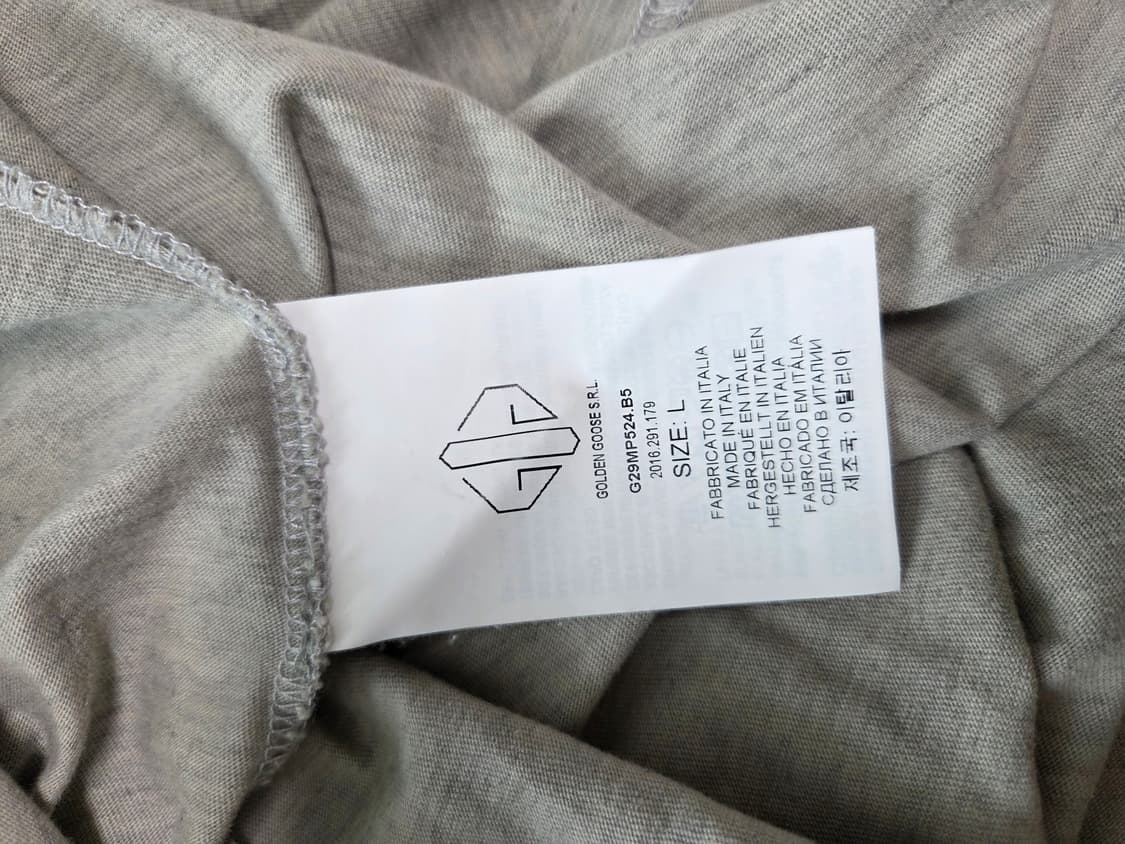 GOLDEN GOOSE S.R.L.
G29MP524.B5
2016.291.179
SIZE: L
FABBRICATO IN ITALIA
MADE IN ITALY
FABRIQUÉ EN ITALIE
HERGESTELLT IN ITALIEN
HECHO EN ITALIA
FABRICADO EM ITÁLIA
СДЕЛАНО В ИТАЛИИ
제조국: 이탈리아